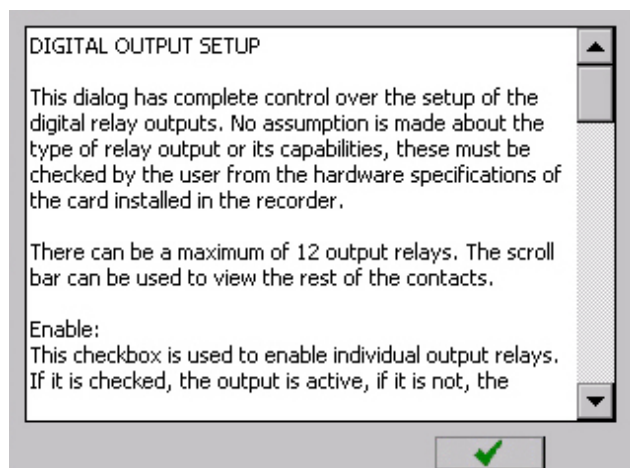 DIGITAL OUTPUT SETUP
This dialog has complete control over the setup of the
digital relay outputs. No assumption is made about the
type of relay output or its capabilities, these must be
checked by the user from the hardware specifications of
the card installed in the recorder.
There can be a maximum of 12 output relays. The scroll
bar can be used to view the rest of the contacts.
Enable:
This checkbox is used to enable individual output relays.
If it is checked, the output is active, if it is not, the